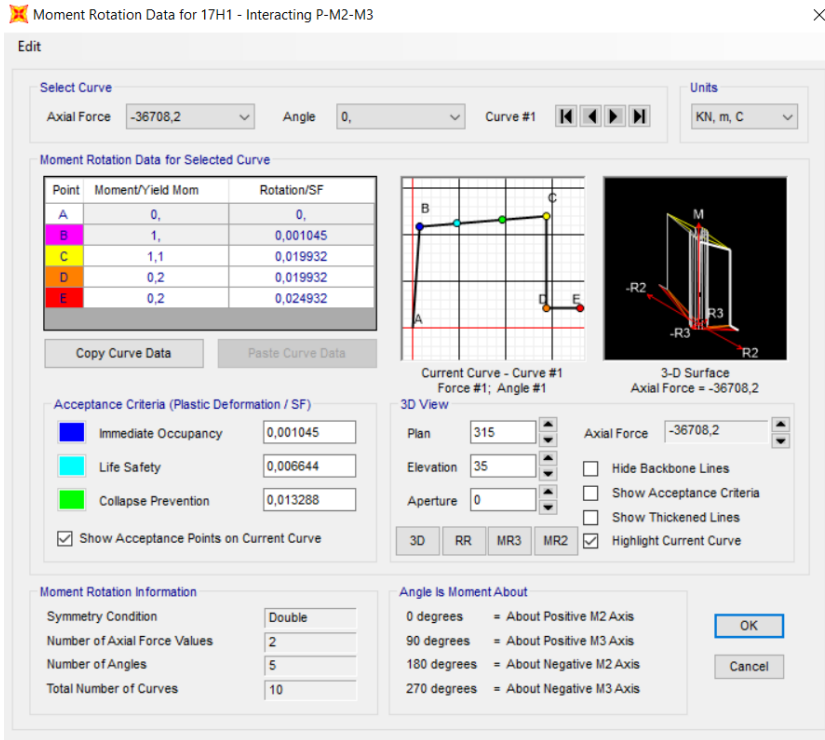 Moment Rotation Data for 17H1 - Interacting P-M2-M3
Edit
Select Curve
Axial Force -36708,2 Angle 0, Curve #1
Units
KN, m, C
Moment Rotation Data for Selected Curve
Point Moment/Yield Mom Rotation/SF
A 0, 0,
B 1, 0,001045
C 1,1 0,019932
D 0,2 0,019932
E 0,2 0,024932
Copy Curve Data Paste Curve Data
A B C D E
Current Curve - Curve #1
Force #1; Angle #1
M
-R2
R3
-R3
R2
3-D Surface
Axial Force = -36708,2
Acceptance Criteria (Plastic Deformation / SF)
Immediate Occupancy 0,001045
Life Safety 0,006644
Collapse Prevention 0,013288
Show Acceptance Points on Current Curve
3D View
Plan 315
Elevation 35
Aperture 0
3D RR MR3 MR2
Axial Force -36708,2
Hide Backbone Lines
Show Acceptance Criteria
Show Thickened Lines
Highlight Current Curve
Moment Rotation Information
Symmetry Condition Double
Number of Axial Force Values 2
Number of Angles 5
Total Number of Curves 10
Angle Is Moment About
0 degrees = About Positive M2 Axis
90 degrees = About Positive M3 Axis
180 degrees = About Negative M2 Axis
270 degrees = About Negative M3 Axis
OK
Cancel